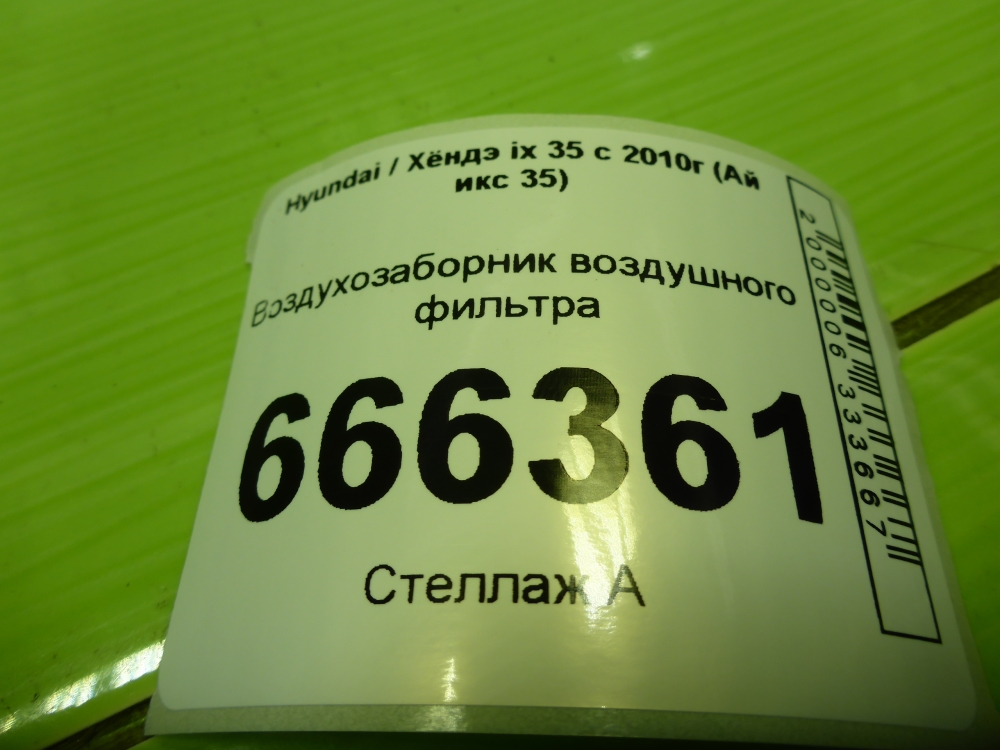 Hyundai / Хёндэ ix 35 с 2010г (Ай
икс 35)
Воздухозаборник воздушного
фильтра
666361
Стеллаж А
2000006333667